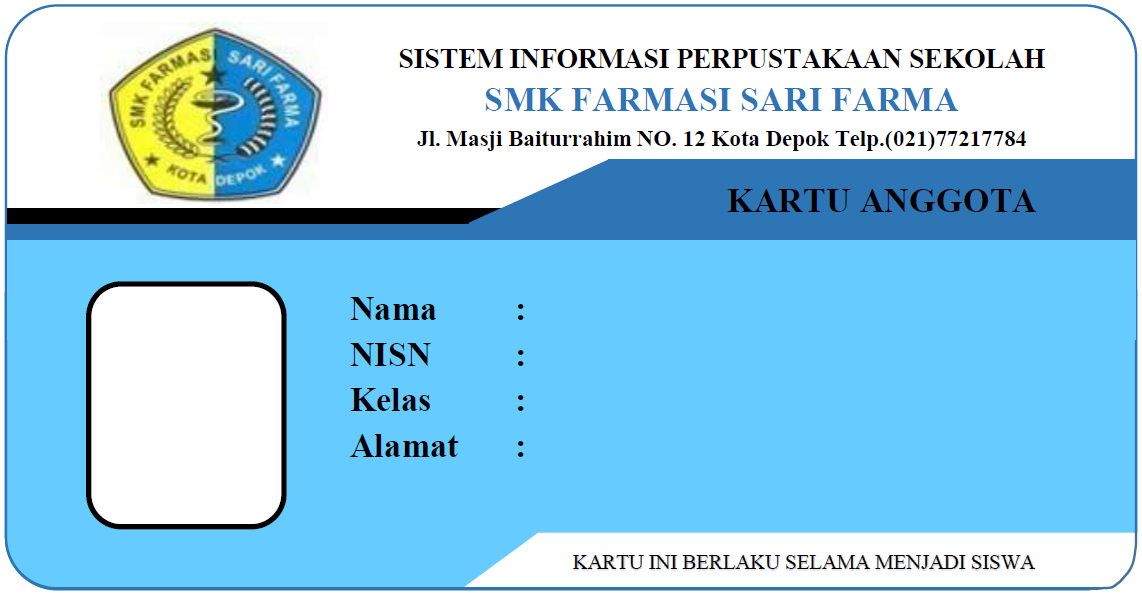 SMK FARMASI SARI FARMA
KOTA DEPOK
SISTEM INFORMASI PERPUSTAKAAN SEKOLAH
SMK FARMASI SARI FARMA
Jl. Masji Baiturrahim NO. 12 Kota Depok Telp.(021)77217784
KARTU ANGGOTA
Nama :
NISN :
Kelas :
Alamat :
KARTU INI BERLAKU SELAMA MENJADI SISWA